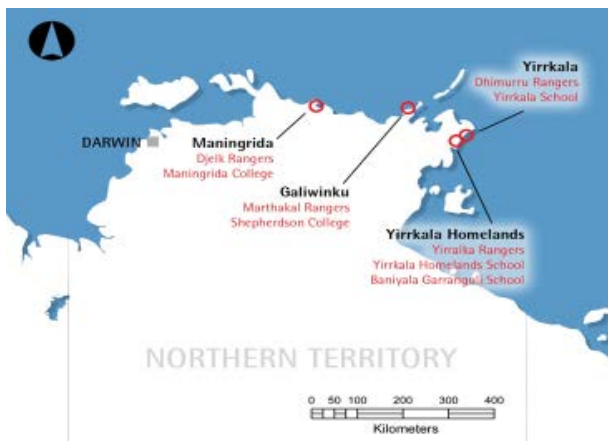 Yirrkala
Dhimurru Rangers
Yirrkala School
DARWIN
Maningrida
Djelk Rangers
Maningrida College
Galiwinku
Marthakal Rangers
Shepherdson College
Yirrkala Homelands
Yirralka Rangers
Yirrkala Homelands School
Baniyala Garrangali School
NORTHERN TERRITORY
0 50 100 200 300 400
Kilometers